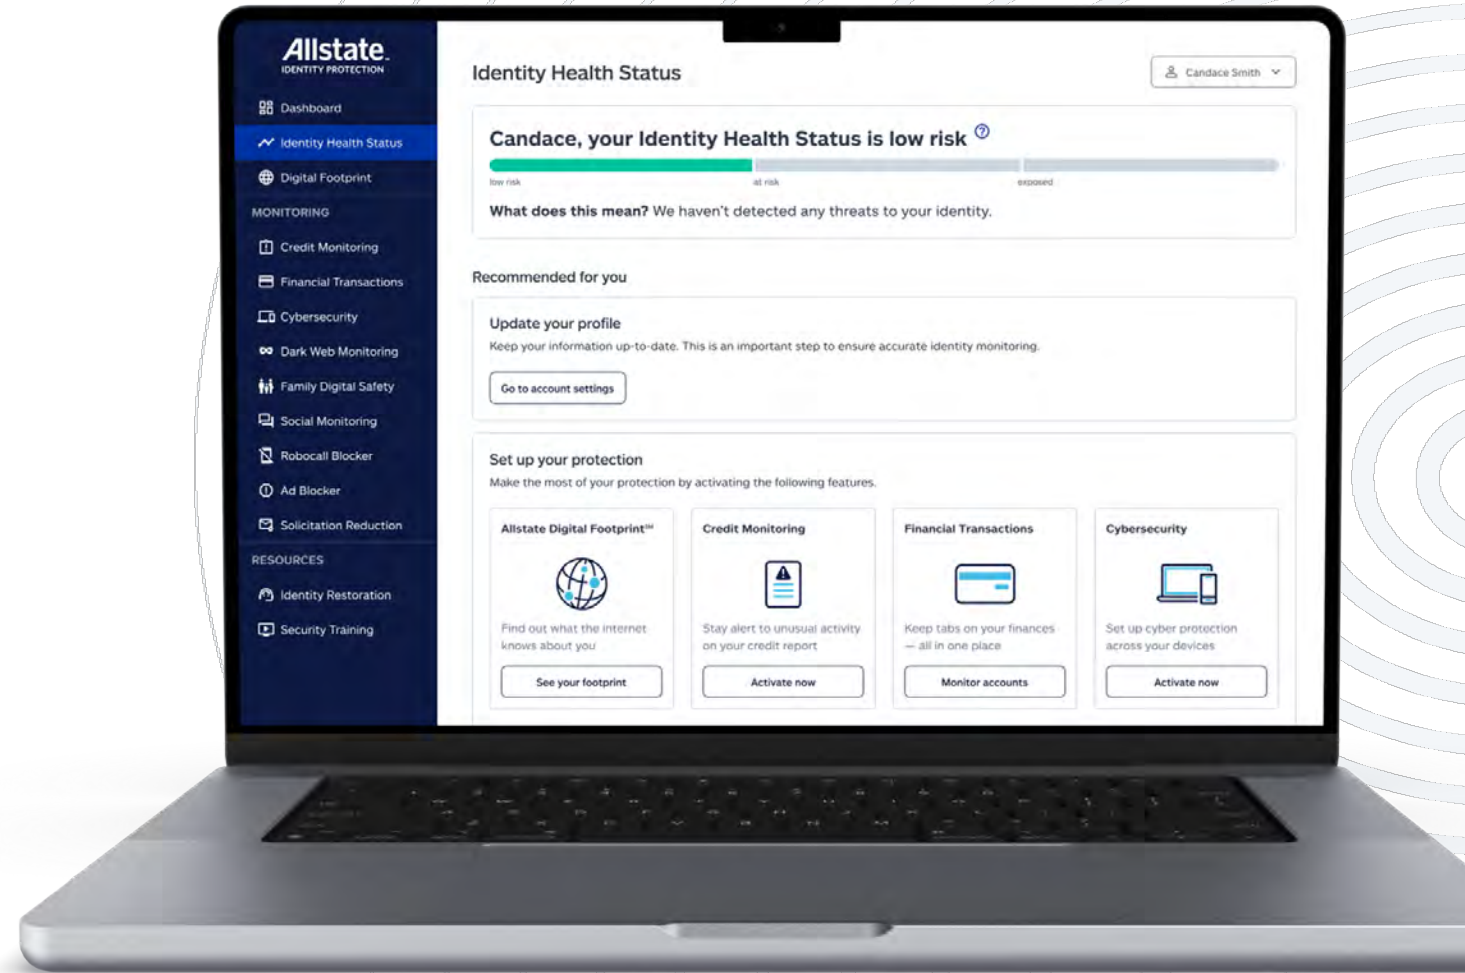 Allstate
IDENTITY PROTECTION
Dashboard
Identity Health Status
Digital Footprint
MONITORING
Credit Monitoring
Financial Transactions
Cybersecurity
Dark Web Monitoring
Family Digital Safety
Social Monitoring
Robocall Blocker
Ad Blocker
Solicitation Reduction
RESOURCES
Identity Restoration
Security Training
Identity Health Status
Candace Smith
Candace, your Identity Health Status is low risk ?
low risk
at risk
exposed
What does this mean? We haven't detected any threats to your identity.
Recommended for you
Update your profile
Keep your information up-to-date. This is an important step to ensure accurate identity monitoring.
Go to account settings
Set up your protection
Make the most of your protection by activating the following features.
Allstate Digital Footprint℠
Find out what the internet
knows about you
See your footprint
Credit Monitoring
Stay alert to unusual activity
on your credit report
Activate now
Financial Transactions
Keep tabs on your finances
— all in one place
Monitor accounts
Cybersecurity
Set up cyber protection
across your devices
Activate now